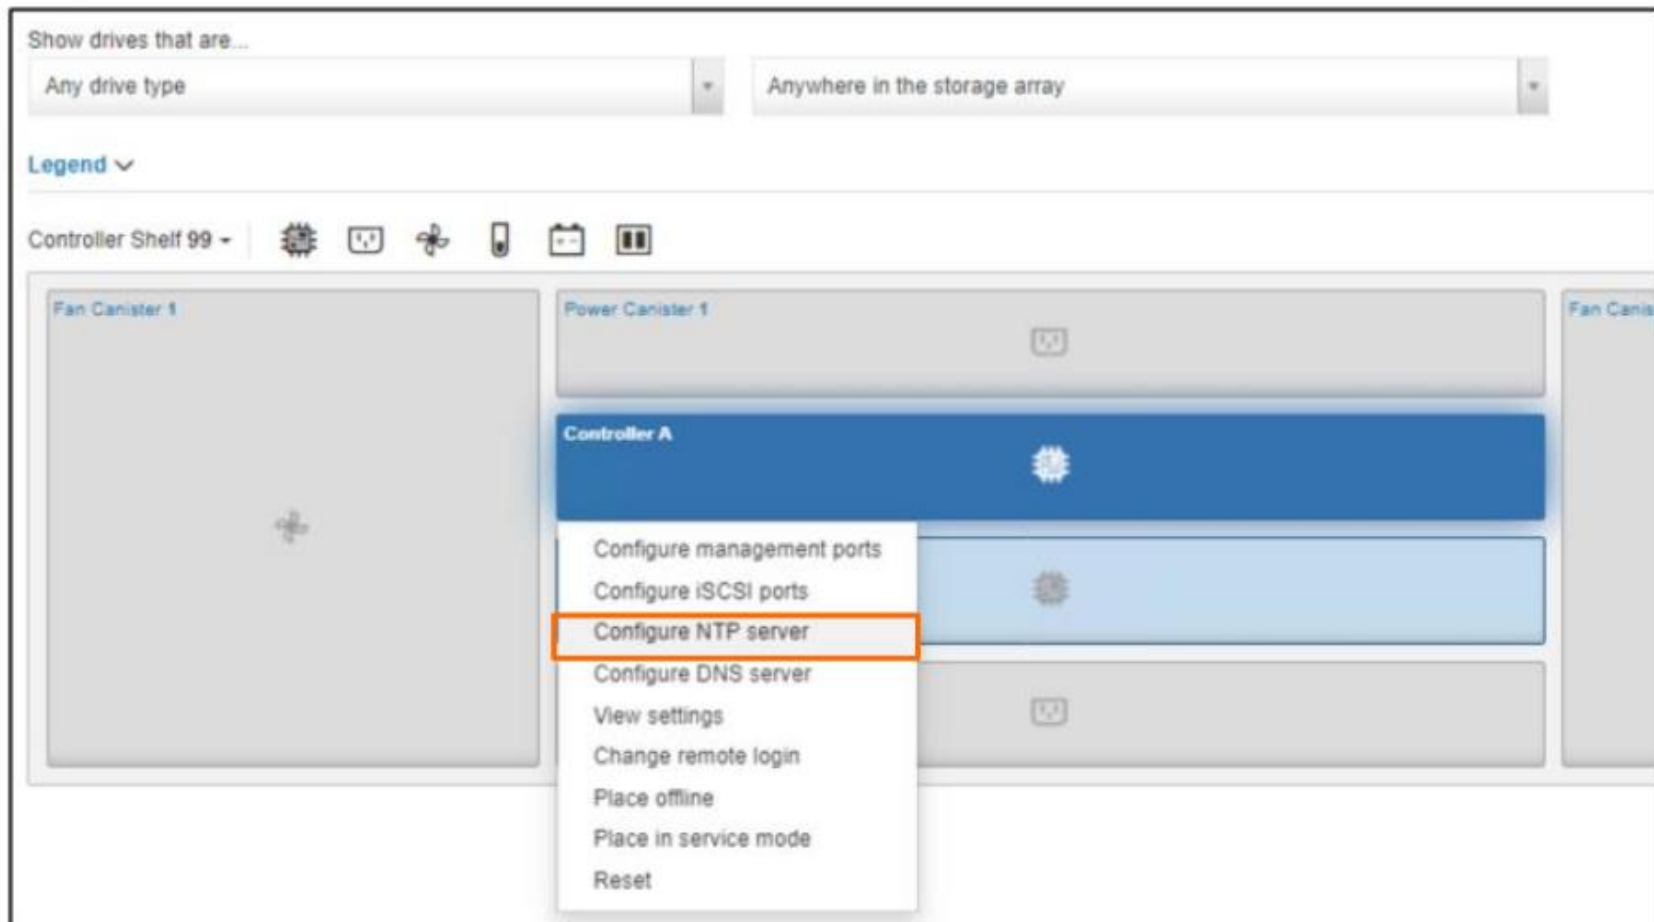 Show drives that are...
Any drive type
Anywhere in the storage array
Legend
Controller Shelf 99
Fan Canister 1
Power Canister 1
Fan Canis
Controller A
Configure management ports
Configure iSCSI ports
Configure NTP server
Configure DNS server
View settings
Change remote login
Place offline
Place in service mode
Reset